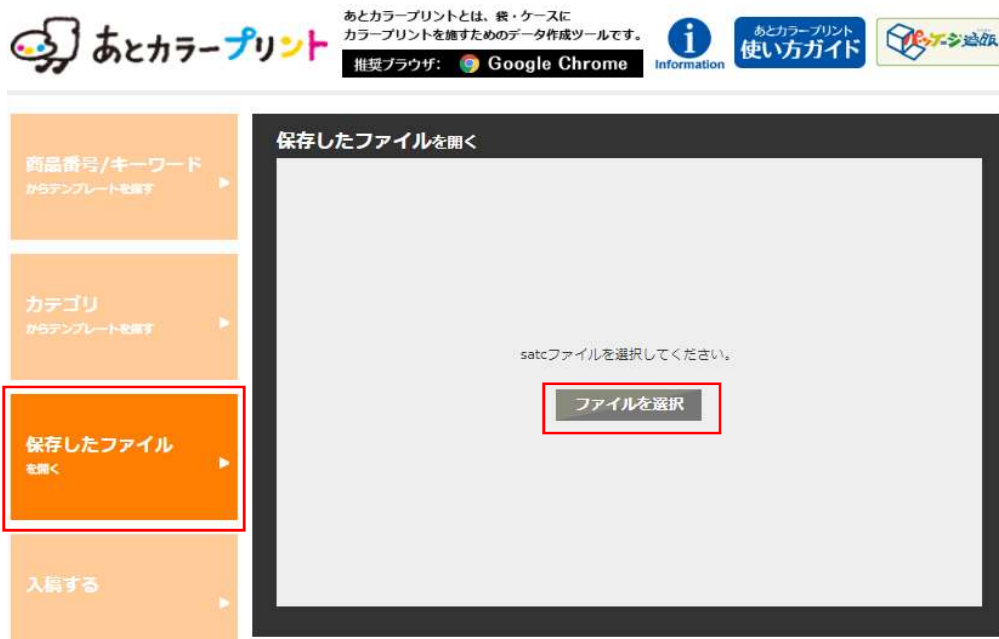 あとカラープリント
あとカラープリントとは、袋・ケースに
カラープリントを施すためのデータ作成ツールです。
推奨ブラウザ: Google Chrome
i
Information
あとカラープリント
使い方ガイド
パッケージ通販
商品番号/キーワード
からテンプレートを探す
カテゴリ
からテンプレートを探す
保存したファイル
を開く
入稿する
保存したファイルを開く
satcファイルを選択してください。
ファイルを選択